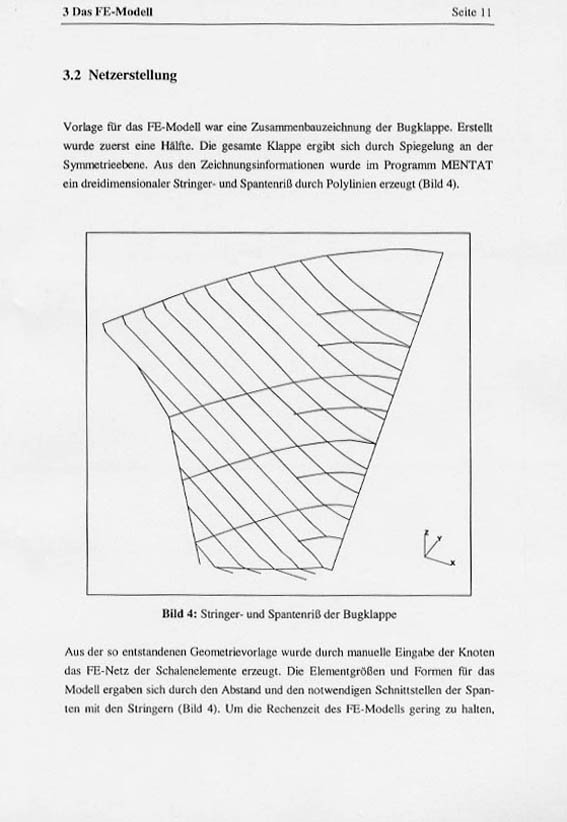 3 Das FE-Modell Seite 11
3.2 Netzerstellung
Vorlage für das FE-Modell war eine Zusammenbauzeichnung der Bugklappe. Erstellt
wurde zuerst eine Hälfte. Die gesamte Klappe ergibt sich durch Spiegelung an der
Symmetrieebene. Aus den Zeichnungsinformationen wurde im Programm MENTAT
ein dreidimensionaler Stringer- und Spantenriß durch Polylinien erzeugt (Bild 4).
Z
Y
X
Bild 4: Stringer- und Spantenriß der Bugklappe
Aus der so entstandenen Geometrievorlage wurde durch manuelle Eingabe der Knoten
das FE-Netz der Schalenelemente erzeugt. Die Elementgrößen und Formen für das
Modell ergaben sich durch den Abstand und den notwendigen Schnittstellen der Span-
ten mit den Stringern (Bild 4). Um die Rechenzeit des FE-Modells gering zu halten,